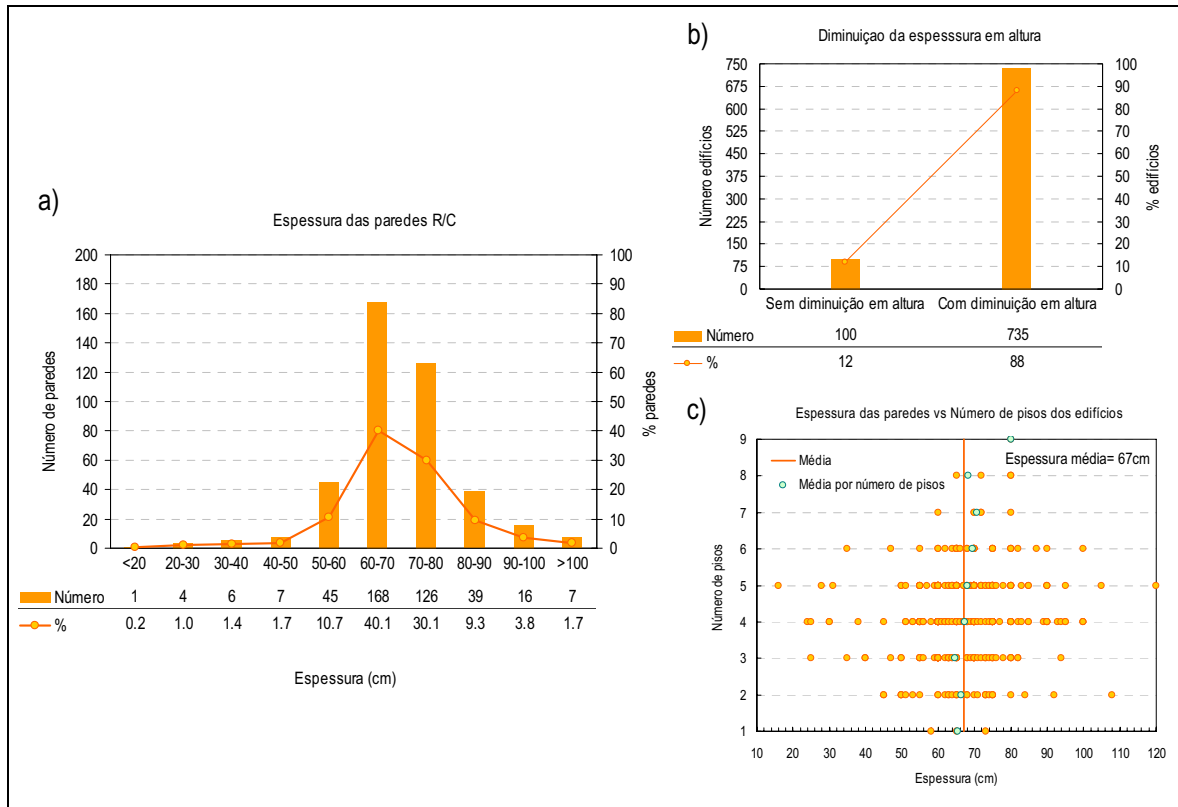 a)
Espessura das paredes R/C
Número de paredes
200
180
160
140
120
100
80
60
40
20
0
100
90
80
70
60
50
40
30
20
10
0
% paredes
<20 20-30 30-40 40-50 50-60 60-70 70-80 80-90 90-100 >100
Número 1 4 6 7 45 168 126 39 16 7
% 0.2 1.0 1.4 1.7 10.7 40.1 30.1 9.3 3.8 1.7
Espessura (cm)
b)
Diminuiçao da espesssura em altura
Número edifícios
750
675
600
525
450
375
300
225
150
75
0
100
90
80
70
60
50
40
30
20
10
0
% edifícios
Sem diminuição em altura Com diminuição em altura
Número 100 735
% 12 88
c)
Espessura das paredes vs Número de pisos dos edifícios
Número de pisos
9
8
7
6
5
4
3
2
1
Média
Média por número de pisos
Espessura média= 67cm
10 20 30 40 50 60 70 80 90 100 110 120
Espessura (cm)